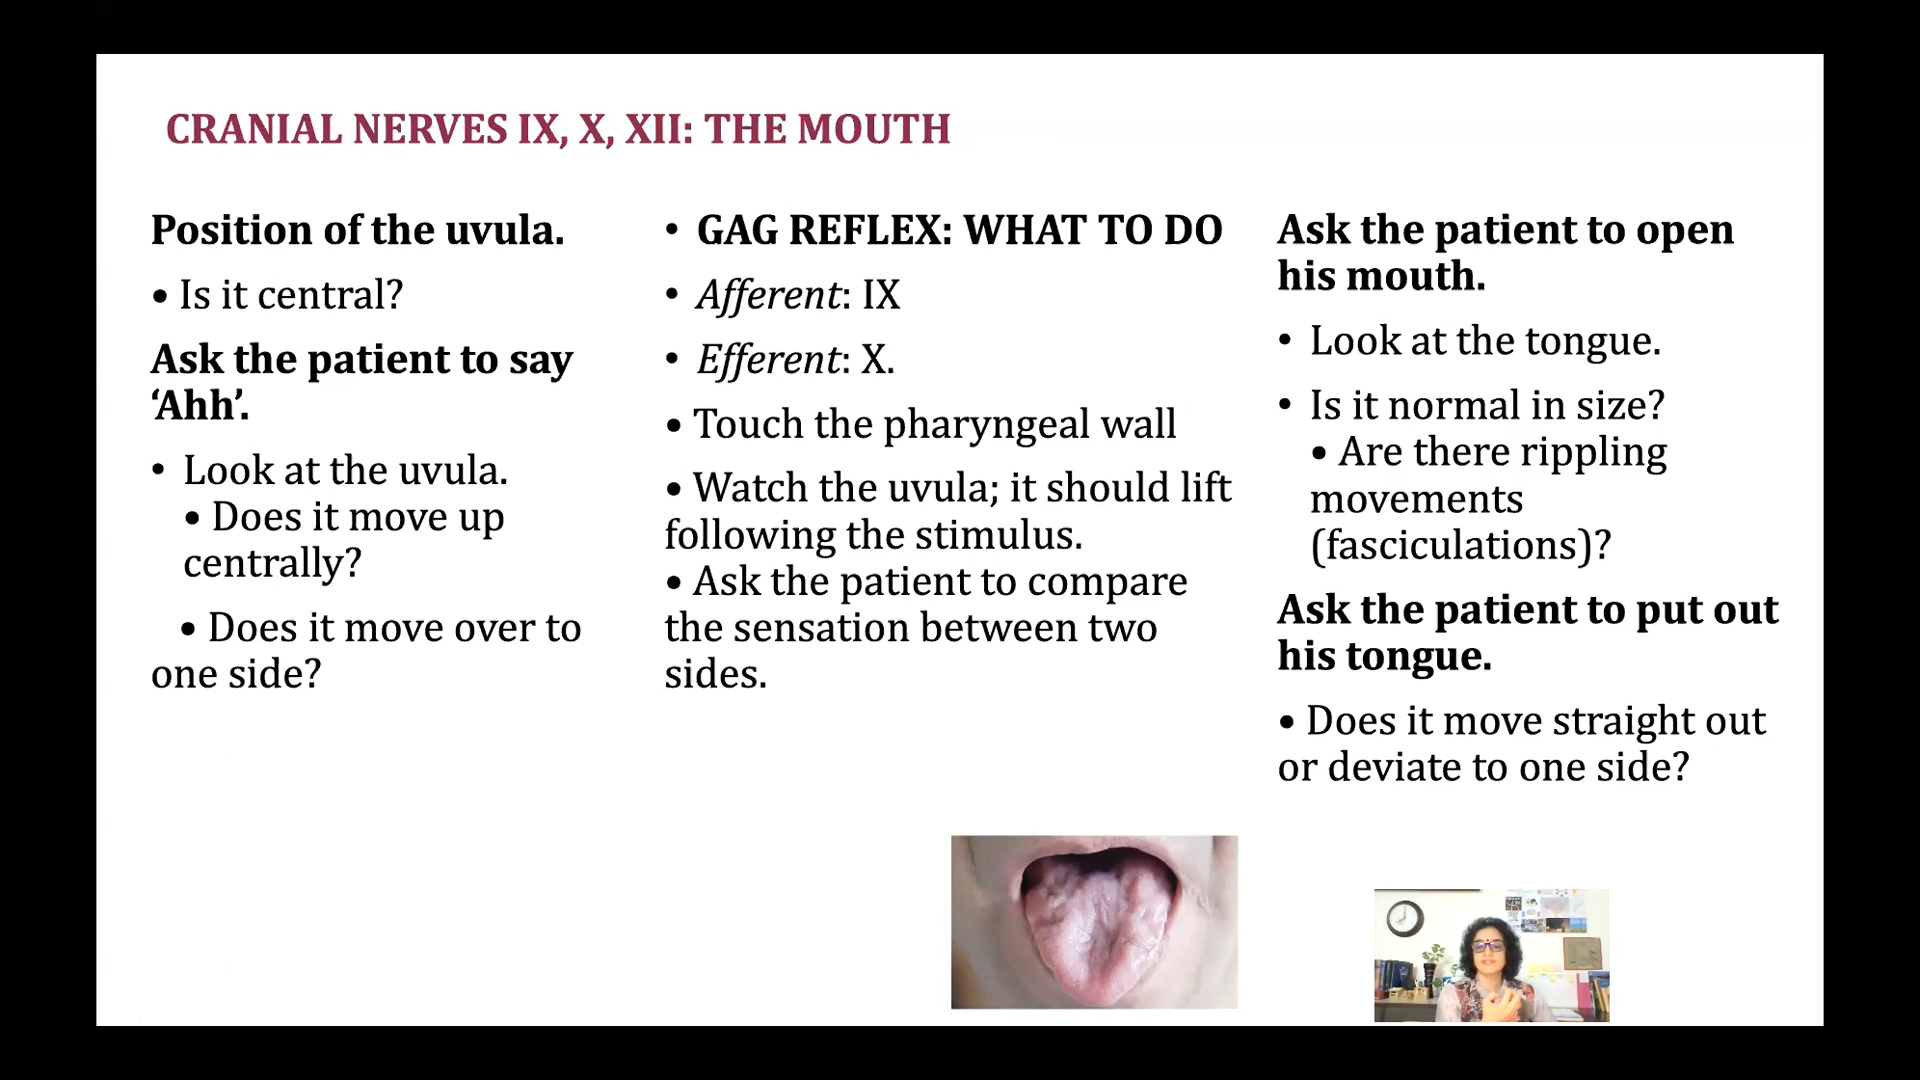 CRANIAL NERVES IX, X, XII: THE MOUTH
Position of the uvula.
• Is it central?
Ask the patient to say
‘Ahh’.
• Look at the uvula.
• Does it move up
centrally?
• Does it move over to
one side?
• GAG REFLEX: WHAT TO DO
• Afferent: IX
• Efferent: X.
• Touch the pharyngeal wall
• Watch the uvula; it should lift
following the stimulus.
• Ask the patient to compare
the sensation between two
sides.
Ask the patient to open
his mouth.
• Look at the tongue.
• Is it normal in size?
• Are there rippling
movements
(fasciculations)?
Ask the patient to put out
his tongue.
• Does it move straight out
or deviate to one side?